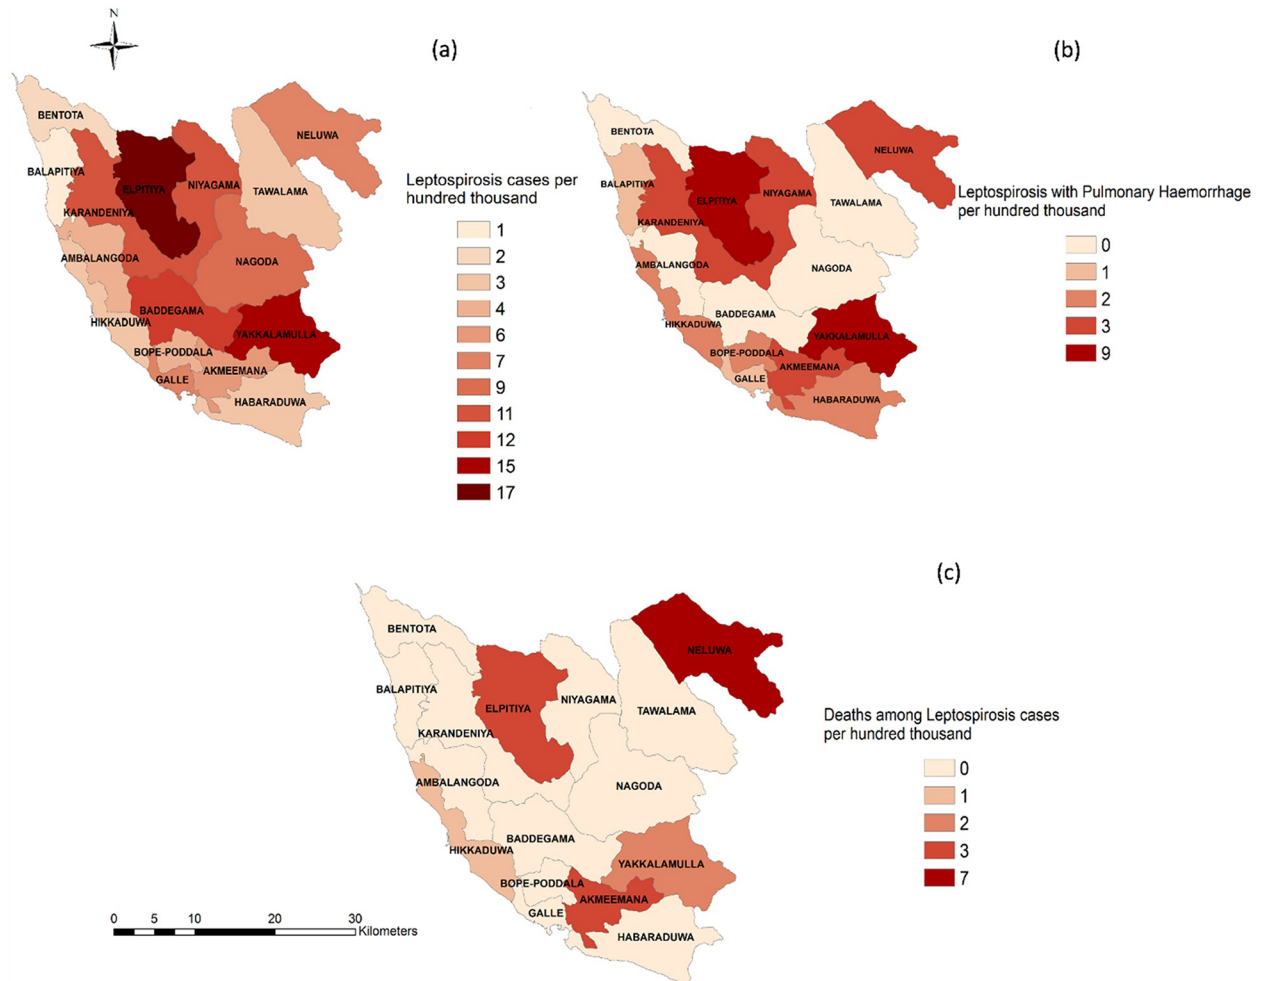 N
(a)
BENTOTA
NELUWA
BALAPITIYA
ELPITIYA
NIYAGAMA
TAWALAMA
KARANDENIYA
AMBALANGODA
NAGODA
BADDEGAMA
HIKKADUWA
YAKKALAMULLA
BOPE-PODDALA
AKMEEMANA
GALLE
HABARADUWA
Leptospirosis cases per
hundred thousand
1
2
3
4
6
7
9
11
12
15
17
(b)
BENTOTA
NELUWA
BALAPITIYA
NIYAGAMA
ELPITIYA
TAWALAMA
KARANDENIYA
AMBALANGODA
NAGODA
BADDEGAMA
HIKKADUWA
YAKKALAMULLA
BOPE-PODDALA
AKMEEMANA
GALLE
HABARADUWA
Leptospirosis with Pulmonary Haemorrhage
per hundred thousand
0
1
2
3
9
(c)
BENTOTA
NELUWA
BALAPITIYA
NIYAGAMA
ELPITIYA
TAWALAMA
KARANDENIYA
AMBALANGODA
NAGODA
BADDEGAMA
HIKKADUWA
YAKKALAMULLA
BOPE-PODDALA
AKMEEMANA
GALLE
HABARADUWA
Deaths among Leptospirosis cases
per hundred thousand
0
1
2
3
7
0 5 10 20 30
Kilometers